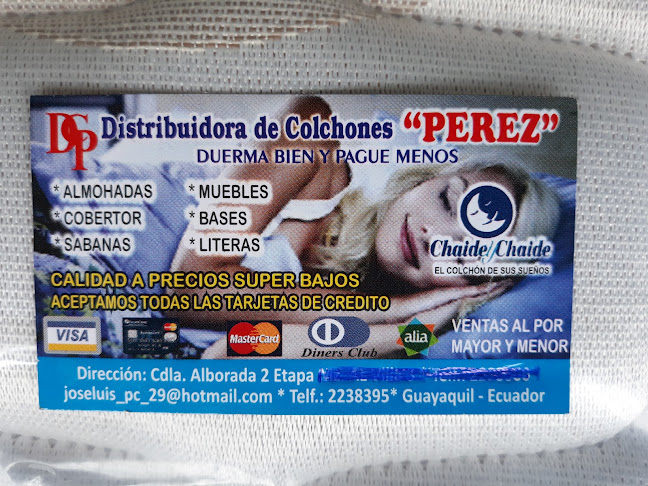 DCP Distribuidora de Colchones "PEREZ"
DUERMA BIEN Y PAGUE MENOS
* ALMOHADAS * MUEBLES
* COBERTOR * BASES
* SABANAS * LITERAS
Chaide y Chaide
EL COLCHÓN DE SUS SUEÑOS
CALIDAD A PRECIOS SUPER BAJOS
ACEPTAMOS TODAS LAS TARJETAS DE CREDITO
VISA MasterCard Diners Club alia
VENTAS AL POR
MAYOR Y MENOR
Dirección: Cdla. Alborada 2 Etapa
joseluis_pc_29@hotmail.com * Telf.: 2238395* Guayaquil - Ecuador